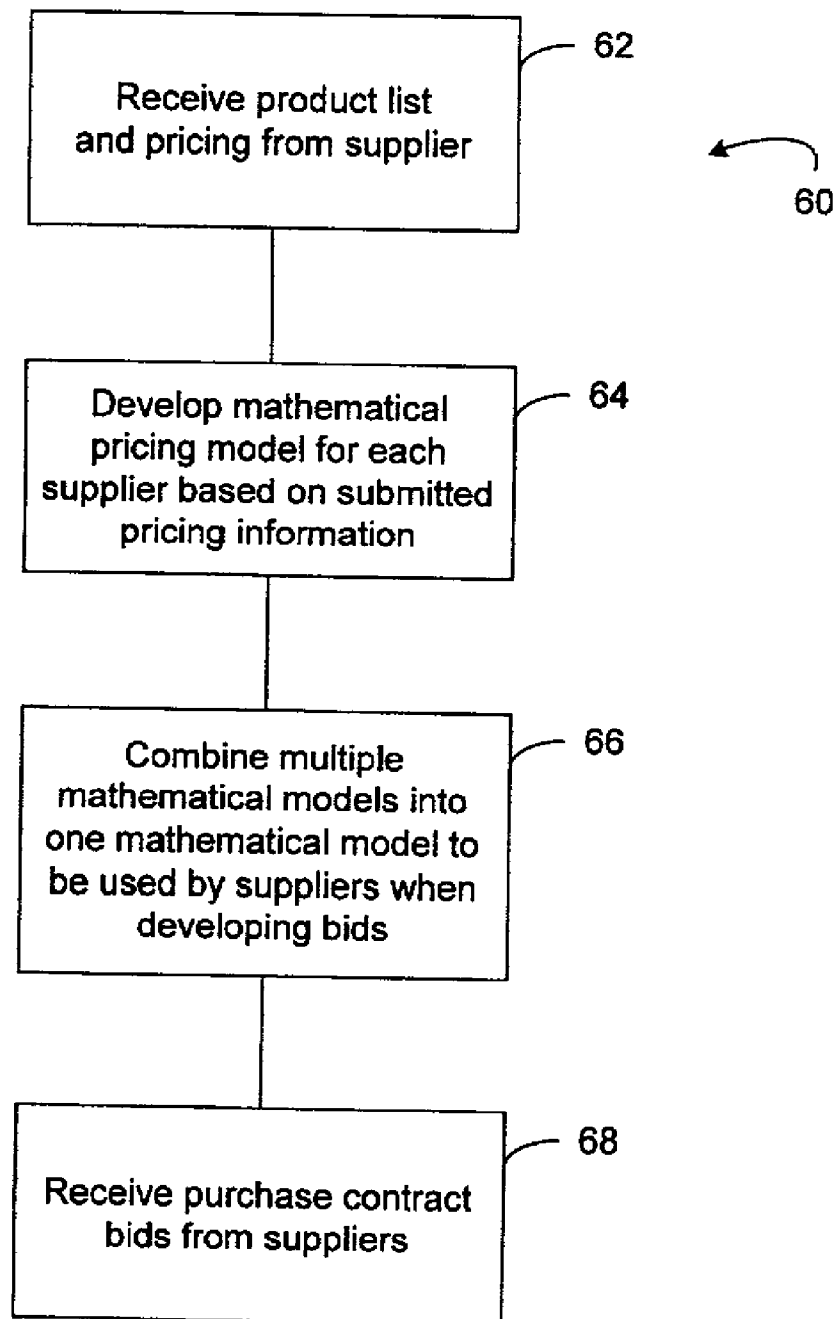 Receive product list
and pricing from supplier
62
60
Develop mathematical
pricing model for each
supplier based on submitted
pricing information
64
Combine multiple
mathematical models into
one mathematical model to
be used by suppliers when
developing bids
66
Receive purchase contract
bids from suppliers
68